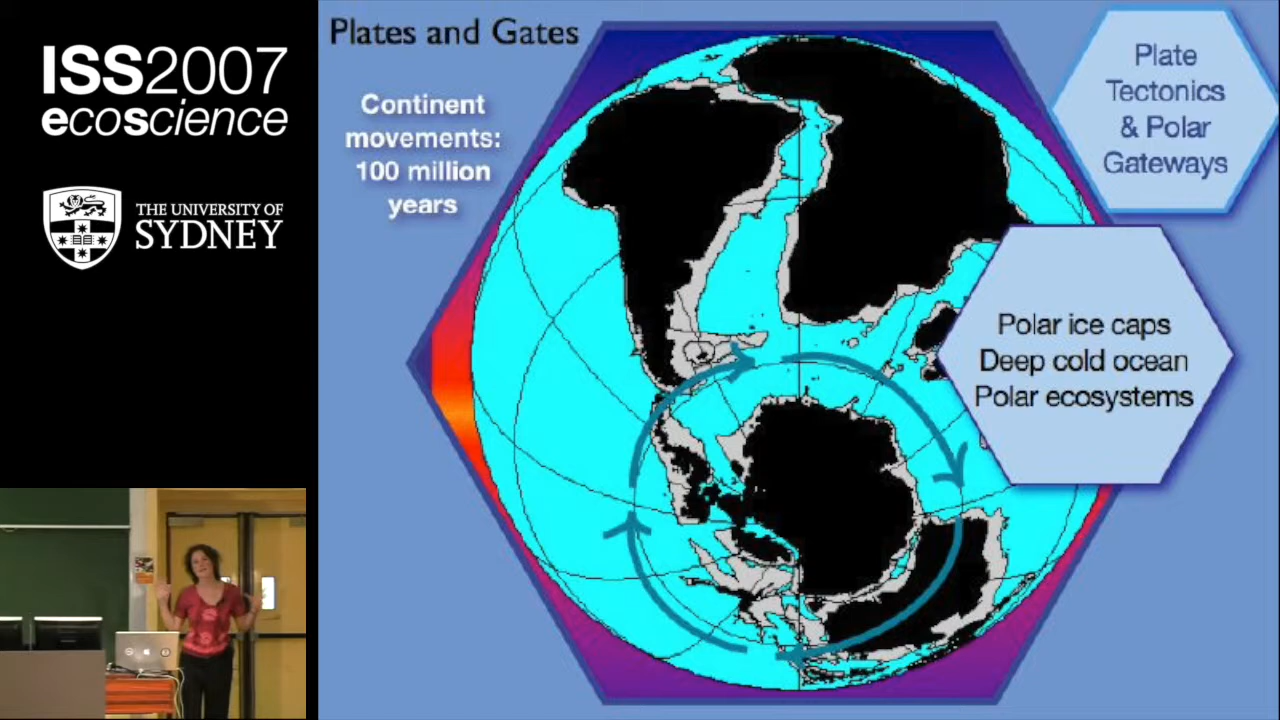 ISS2007
ecoscience
THE UNIVERSITY OF
SYDNEY
Plates and Gates
Continent
movements:
100 million
years
Plate
Tectonics
& Polar
Gateways
Polar ice caps
Deep cold ocean
Polar ecosystems